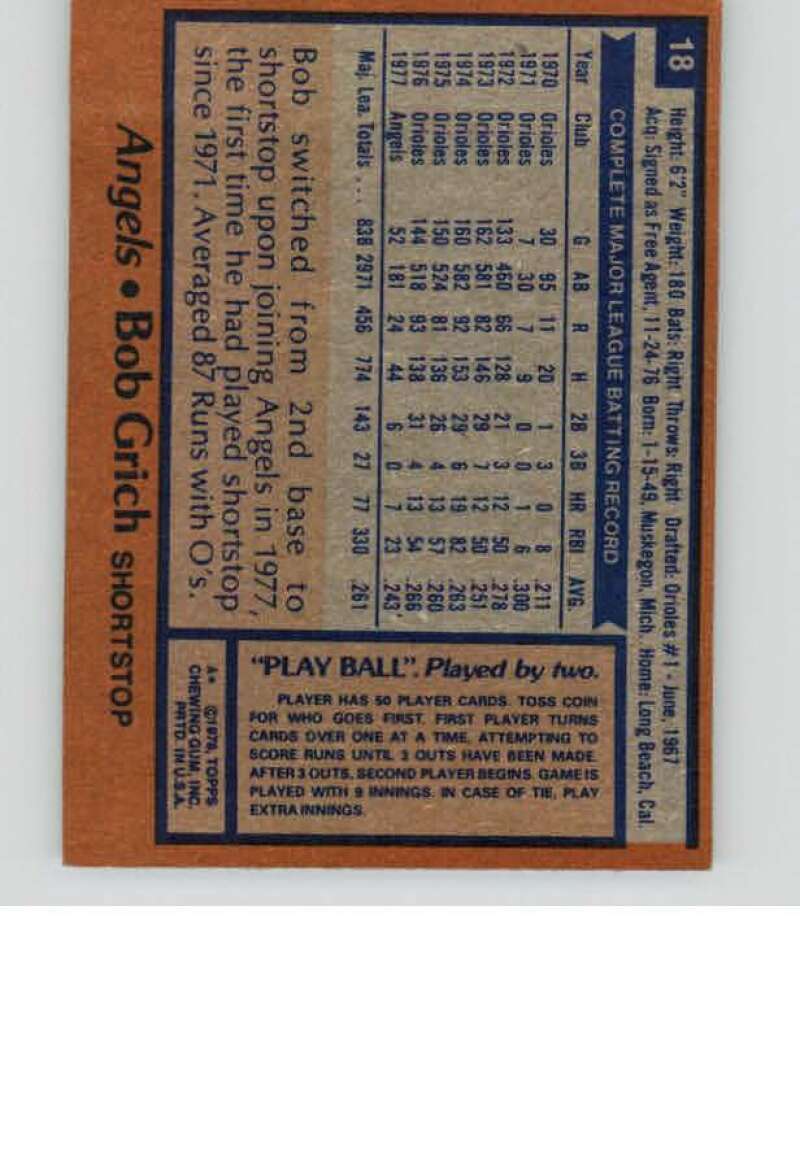 18
Height: 6'2" Weight: 180 Bats: Right Throws: Right Drafted: Orioles #1 - June, 1967
Acq: Signed as Free Agent, 11-24-76 Born: 1-15-49, Muskegon, Mich. Home: Long Beach, Cal.
COMPLETE MAJOR LEAGUE BATTING RECORD
Year Club G AB R H 2B 3B HR RBI AVG.
1970 Orioles 30 95 11 20 1 3 0 8 .211
1971 Orioles 7 30 7 9 0 0 1 6 .300
1972 Orioles 133 460 66 128 21 3 12 50 .278
1973 Orioles 162 581 82 146 29 7 12 50 .251
1974 Orioles 160 582 92 153 29 6 19 82 .263
1975 Orioles 150 524 81 136 26 4 13 57 .260
1976 Orioles 144 518 93 138 31 4 13 54 .266
1977 Angels 52 181 24 44 6 0 7 23 .243
Maj. Lea. Totals . . . 838 2971 456 774 143 27 77 330 .261
Bob switched from 2nd base to
shortstop upon joining Angels in 1977,
the first time he had played shortstop
since 1971. Averaged 87 Runs with O's.
Angels • Bob Grich SHORTSTOP
"PLAY BALL". Played by two.
PLAYER HAS 50 PLAYER CARDS. TOSS COIN
FOR WHO GOES FIRST. FIRST PLAYER TURNS
CARDS OVER ONE AT A TIME, ATTEMPTING TO
SCORE RUNS UNTIL 3 OUTS HAVE BEEN MADE.
AFTER 3 OUTS, SECOND PLAYER BEGINS. GAME IS
PLAYED WITH 9 INNINGS. IN CASE OF TIE, PLAY
EXTRA INNINGS.
A* ©1978, TOPPS
CHEWING GUM, INC.
PRTD. IN U.S.A.